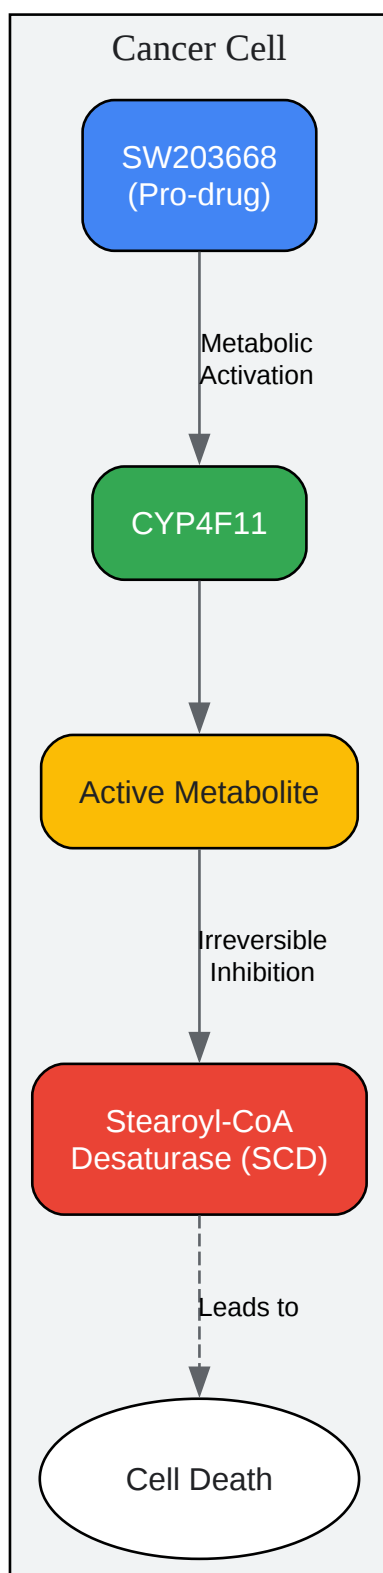 Cancer Cell
SW203668
(Pro-drug)
Metabolic
Activation
CYP4F11
Active Metabolite
Irreversible
Inhibition
Stearoyl-CoA
Desaturase (SCD)
Leads to
Cell Death